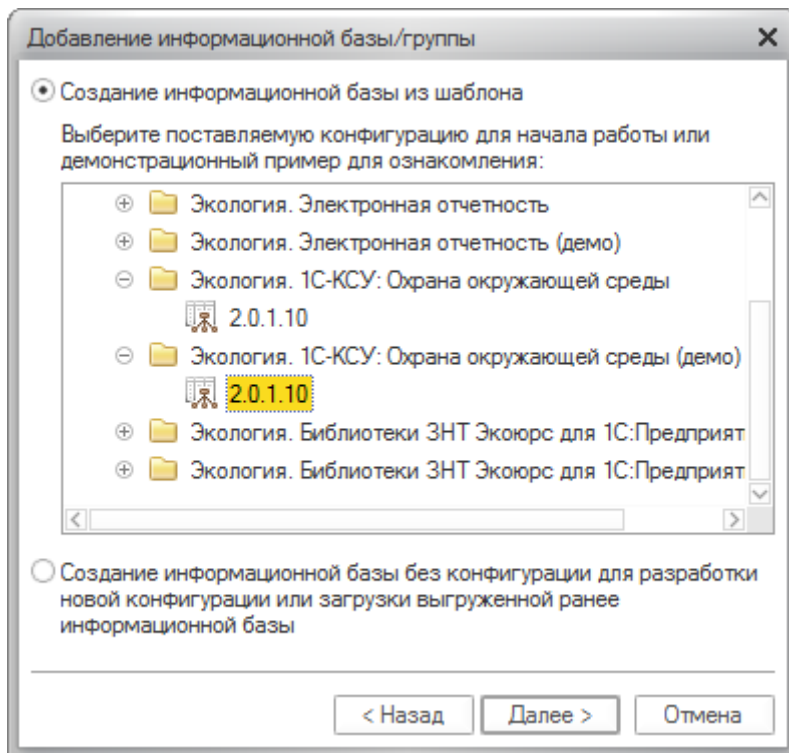 Добавление информационной базы/группы
Создание информационной базы из шаблона
Выберите поставляемую конфигурацию для начала работы или
демонстрационный пример для ознакомления:
Экология. Электронная отчетность
Экология. Электронная отчетность (демо)
Экология. 1С-КСУ: Охрана окружающей среды
2.0.1.10
Экология. 1С-КСУ: Охрана окружающей среды (демо)
2.0.1.10
Экология. Библиотеки ЗНТ Экоюрс для 1С:Предприят
Экология. Библиотеки ЗНТ Экоюрс для 1С:Предприят
Создание информационной базы без конфигурации для разработки
новой конфигурации или загрузки выгруженной ранее
информационной базы
< Назад
Далее >
Отмена